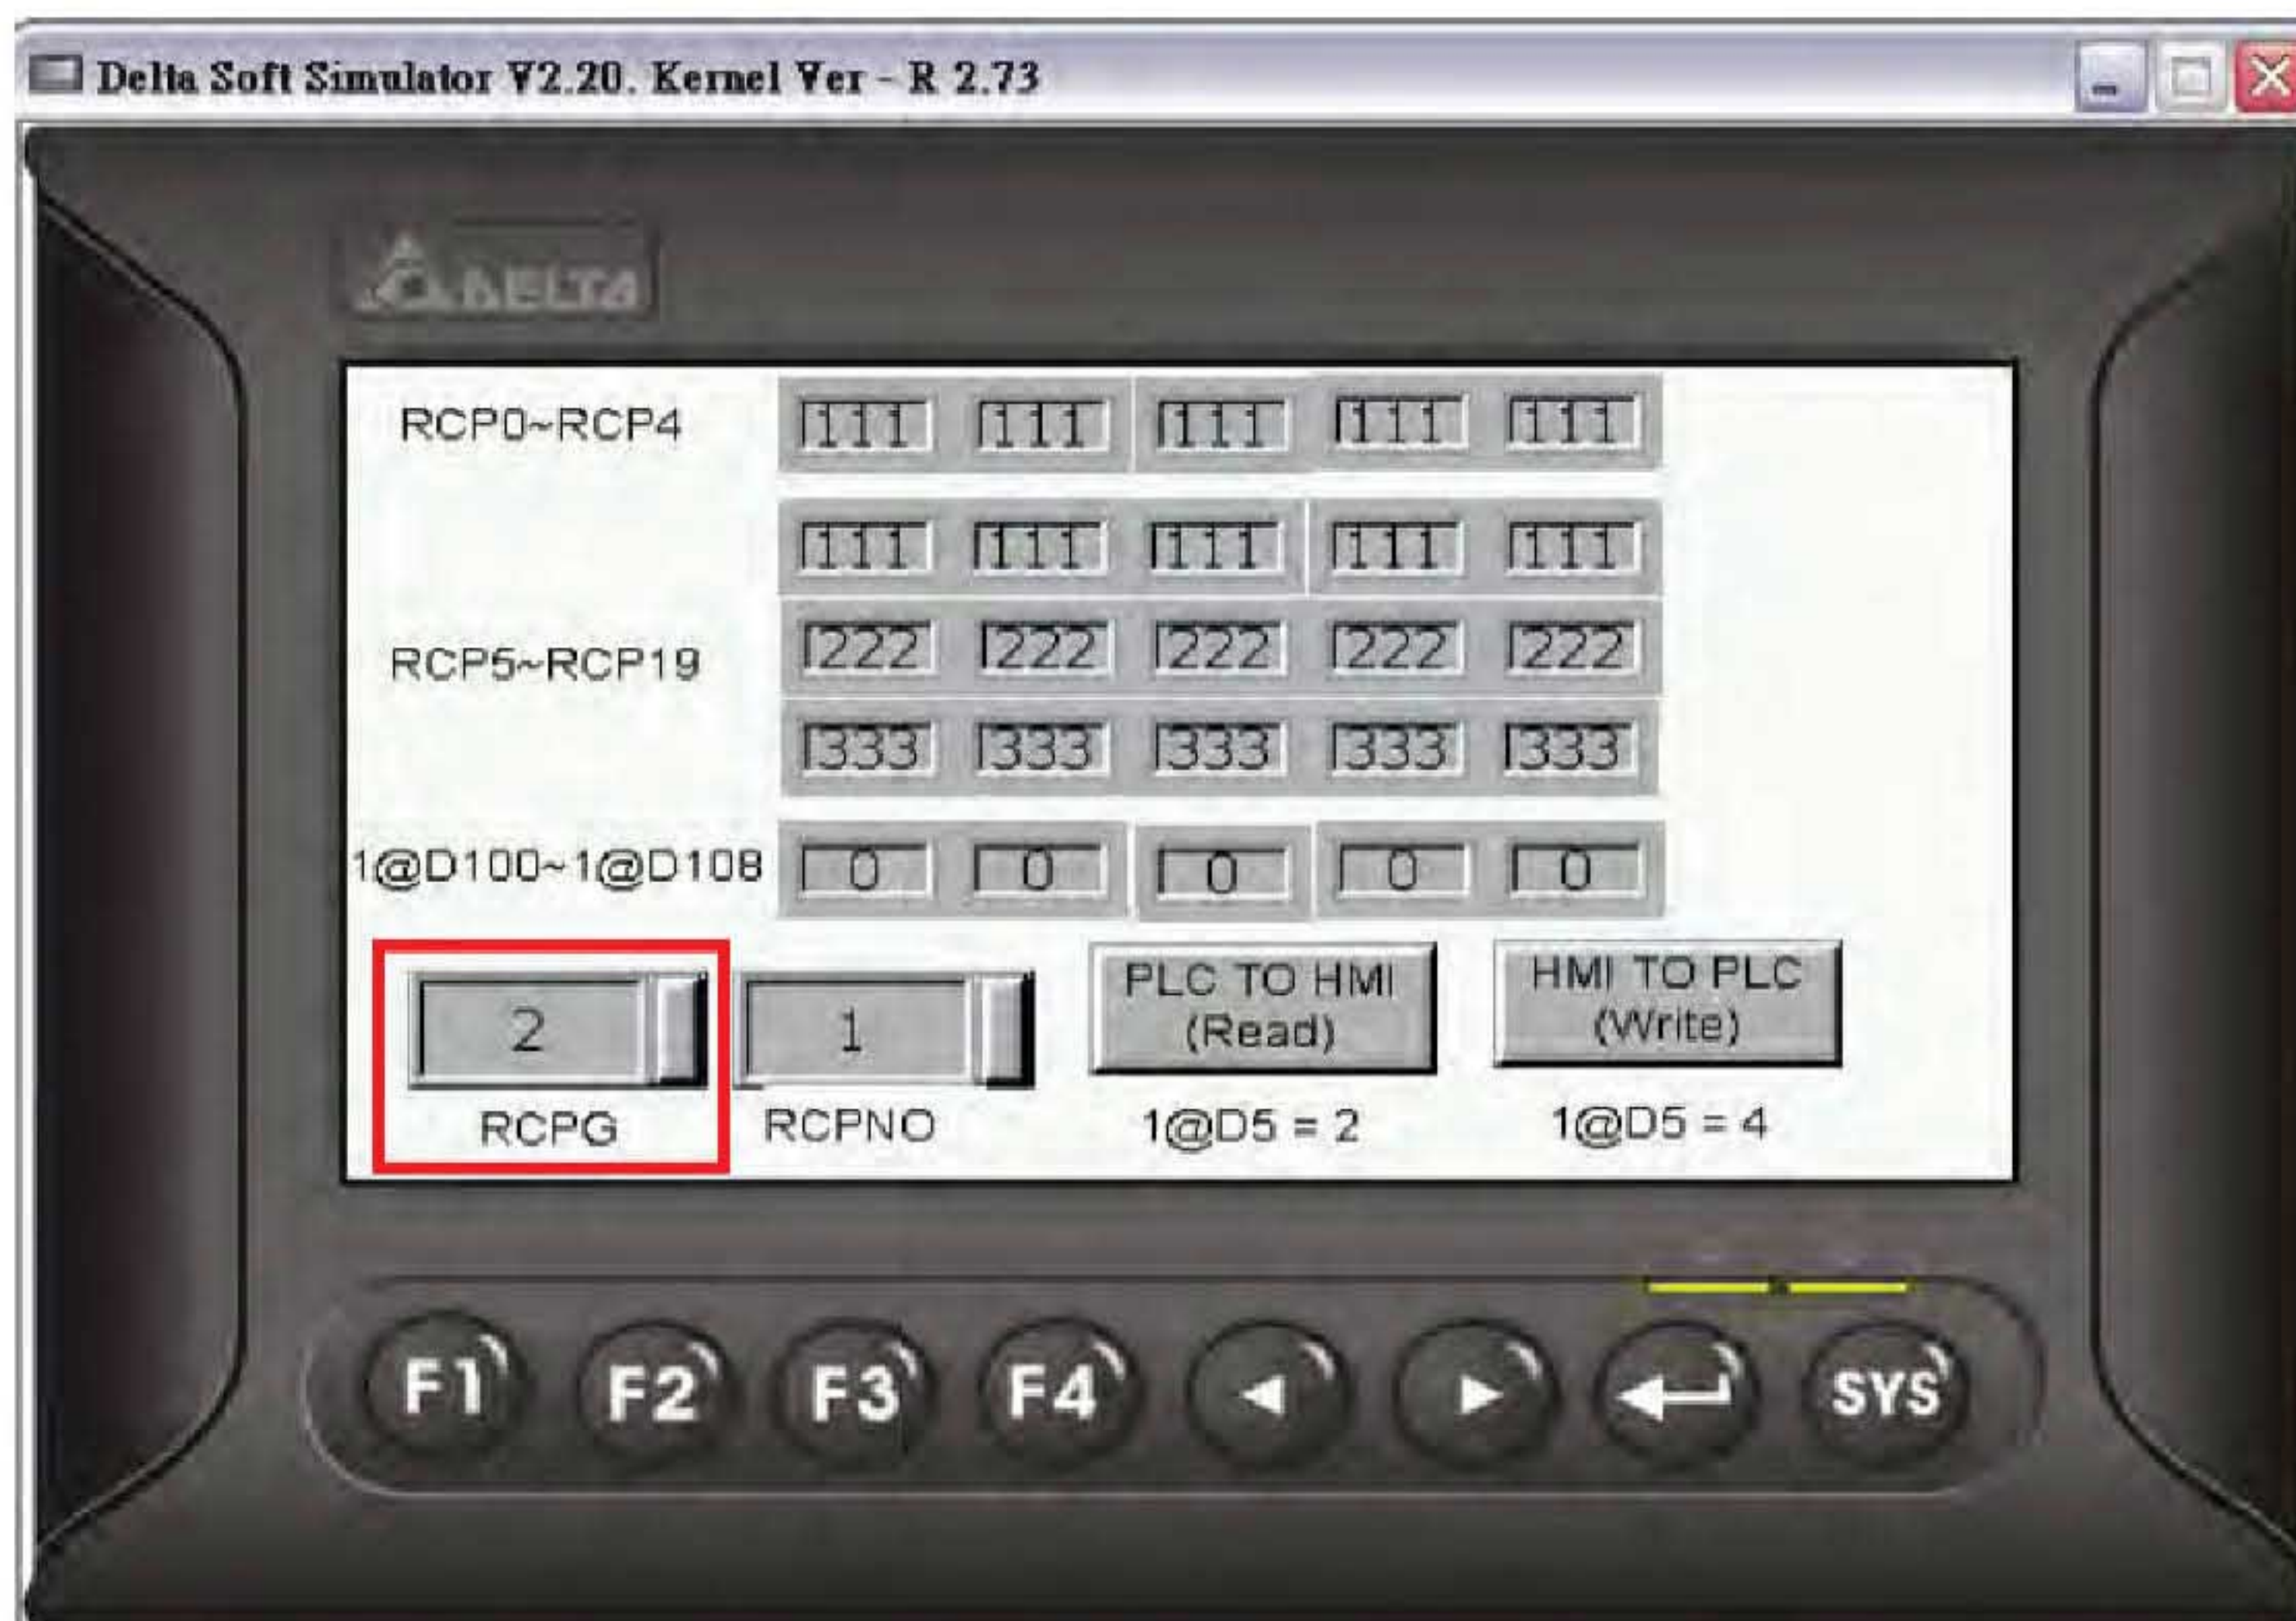 Delta Soft Simulator V2.20. Kernel Ver - R 2.73
DELTA
RCP0~RCP4 111 111 111 111 111
111 111 111 111 111
RCP5~RCP19 222 222 222 222 222
333 333 333 333 333
1@D100~1@D108 0 0 0 0 0
2 1 PLC TO HMI HMI TO PLC
(Read) (Write)
RCPG RCPNO 1@D5 = 2 1@D5 = 4
F1 F2 F3 F4 SYS